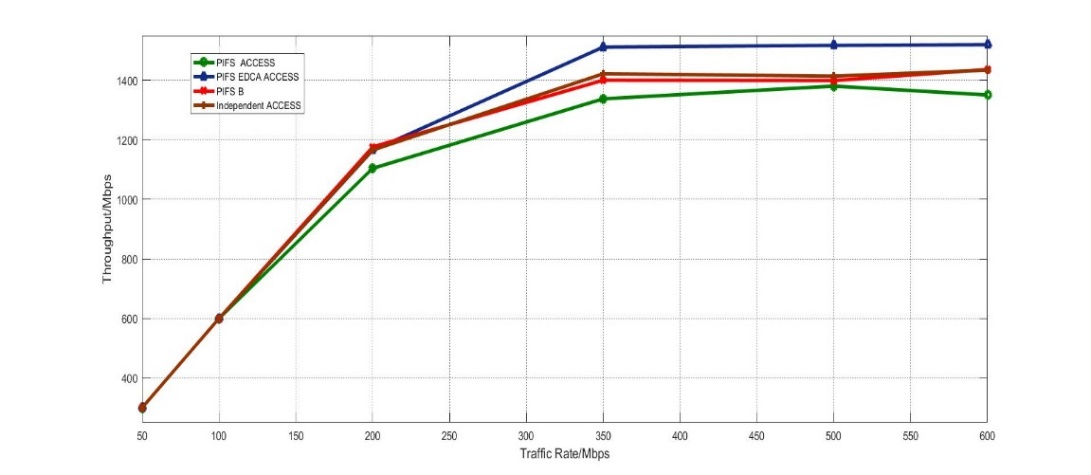 PIFS ACCESS
PIFS EDCA ACCESS
PIFS B
Independent ACCESS
1400
1200
1000
800
600
400
Throughput/Mbps
50 100 150 200 250 300 350 400 450 500 550 600
Traffic Rate/Mbps